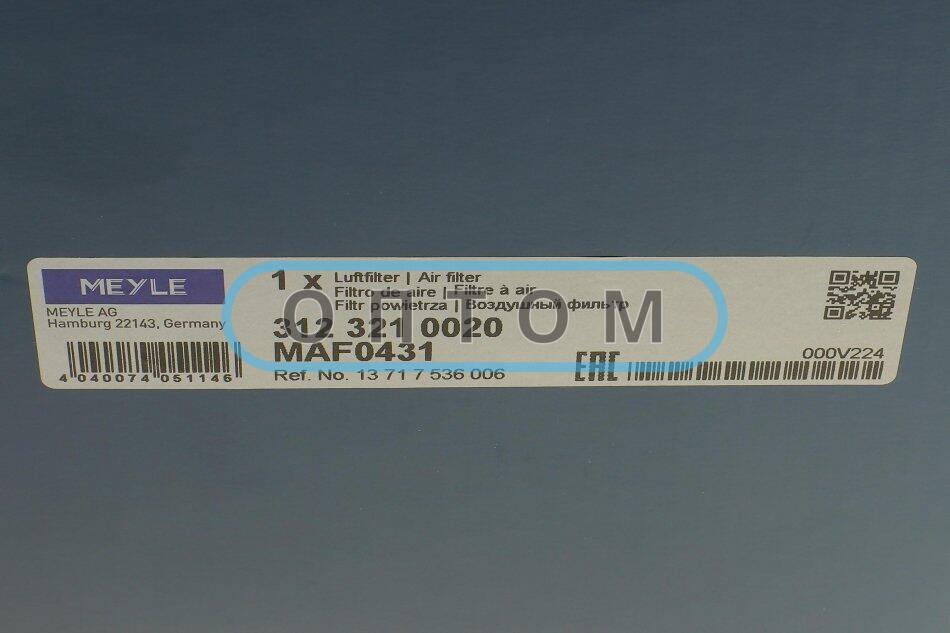 MEYLE
MEYLE AG
Hamburg 22143, Germany
4 040074 051146
1 x Luftfilter | Air filter
Filtro de aire | Filtre à air
Filtr powietrza | Воздушный фильтр
312 321 0020
MAF0431
Ref. No. 13 71 7 536 006
EAC
000V224
ОПТОМ